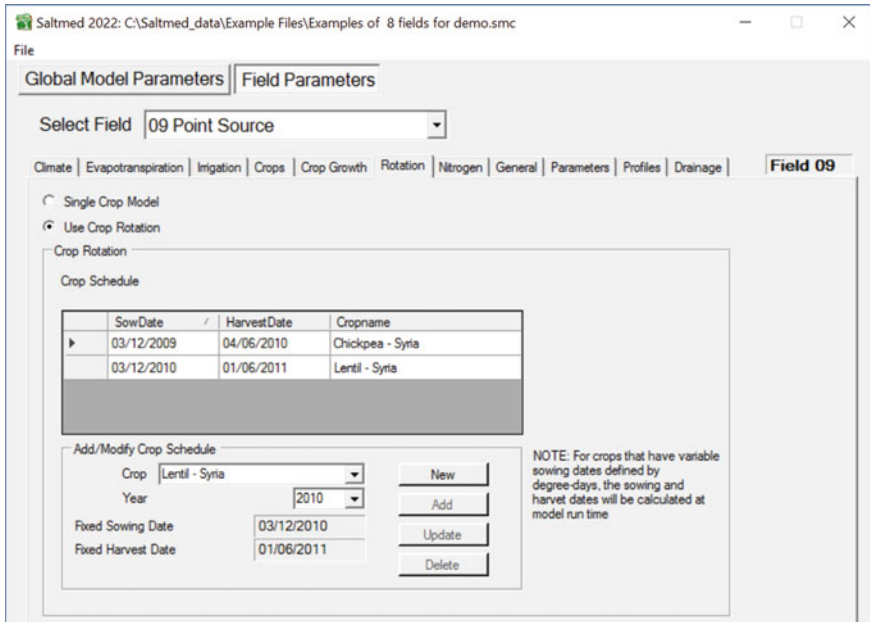 Saltmed 2022: C:\Saltmed_data\Example Files\Examples of 8 fields for demo.smc
File
Global Model Parameters Field Parameters
Select Field 09 Point Source
Climate Evapotranspiration Irrigation Crops Crop Growth Rotation Nitrogen General Parameters Profiles Drainage Field 09
Single Crop Model
Use Crop Rotation
Crop Rotation
Crop Schedule
SowDate HarvestDate Cropname
03/12/2009 04/06/2010 Chickpea - Syria
03/12/2010 01/06/2011 Lentil - Syria
Add/Modify Crop Schedule
Crop Lentil - Syria New
Year 2010 Add
Fixed Sowing Date 03/12/2010 Update
Fixed Harvest Date 01/06/2011 Delete
NOTE: For crops that have variable
sowing dates defined by
degree-days, the sowing and
harvet dates will be calculated at
model run time